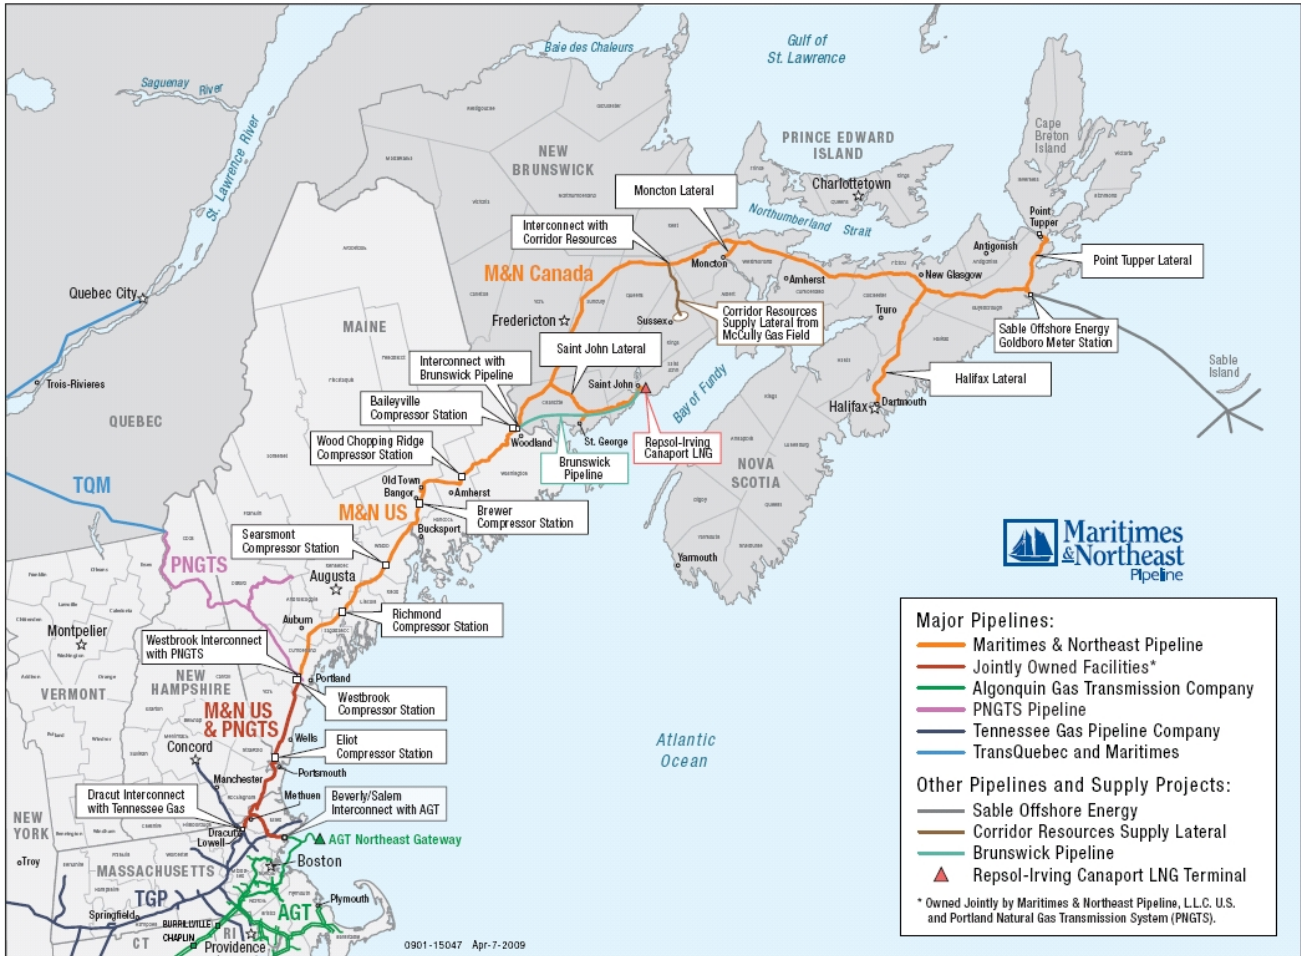 Baie des Chaleurs
Gulf of
St. Lawrence
Saguenay River
St. Lawrence River
NEW
BRUNSWICK
PRINCE EDWARD
ISLAND
Charlottetown
Cape
Breton
Island
Moncton Lateral
Northumberland Strait
Point
Tupper
Interconnect with
Corridor Resources
Antigonish
Point Tupper Lateral
M&N Canada
Moncton
Amherst
New Glasgow
Quebec City
Fredericton
Sussex
Corridor Resources
Supply Lateral from
McCully Gas Field
Truro
Sable Offshore Energy
Goldboro Meter Station
MAINE
Saint John Lateral
Interconnect with
Brunswick Pipeline
Saint John
Bay of Fundy
Halifax Lateral
Sable
Island
Trois-Rivieres
Baileyville
Compressor Station
Halifax
Dartmouth
QUEBEC
Wood Chopping Ridge
Compressor Station
Woodland
St. George
Repsol-Irving
Canaport LNG
Brunswick
Pipeline
NOVA
SCOTIA
TQM
Old Town
Bangor
Amherst
M&N US
Brewer
Compressor Station
Bucksport
Searsmont
Compressor Station
Yarmouth
Maritimes
&Northeast
Pipeline
PNGTS
Augusta
Richmond
Compressor Station
Auburn
Montpelier
Westbrook Interconnect
with PNGTS
Portland
VERMONT
NEW
HAMPSHIRE
Westbrook
Compressor Station
M&N US
& PNGTS
Wells
Eliot
Compressor Station
Concord
Portsmouth
Manchester
Atlantic
Ocean
Dracut Interconnect
with Tennessee Gas
Methuen
Beverly/Salem
Interconnect with AGT
NEW
YORK
Dracut
Lowell
AGT Northeast Gateway
Troy
Boston
MASSACHUSETTS
TGP
Plymouth
Springfield
AGT
BURRILLVILLE
CHAPLIN
CT
RI
Providence
0901-15047 Apr-7-2009
Major Pipelines:
Maritimes & Northeast Pipeline
Jointly Owned Facilities*
Algonquin Gas Transmission Company
PNGTS Pipeline
Tennessee Gas Pipeline Company
TransQuebec and Maritimes
Other Pipelines and Supply Projects:
Sable Offshore Energy
Corridor Resources Supply Lateral
Brunswick Pipeline
Repsol-Irving Canaport LNG Terminal
* Owned Jointly by Maritimes & Northeast Pipeline, L.L.C. U.S.
and Portland Natural Gas Transmission System (PNGTS).